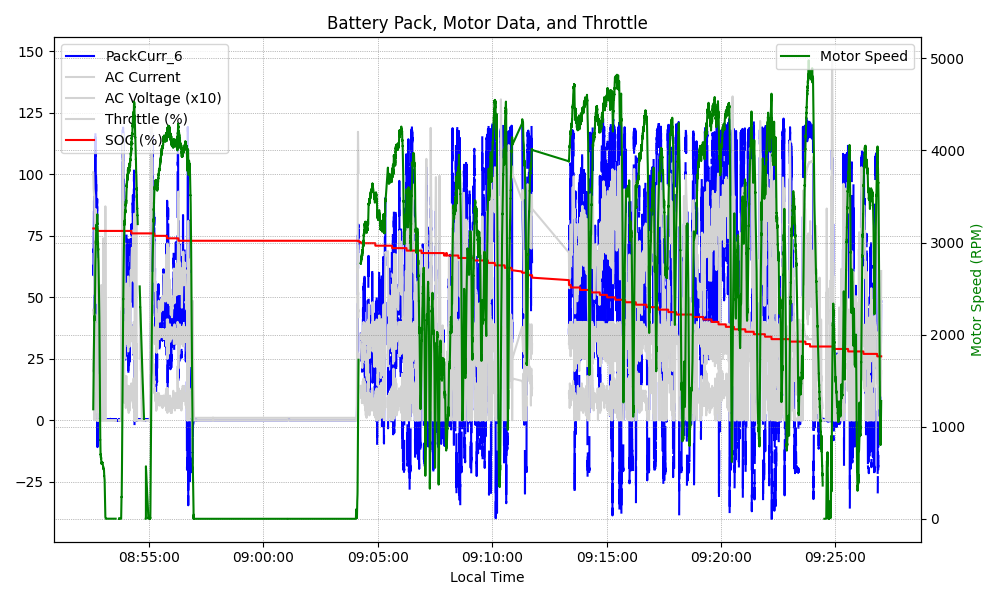 Battery Pack, Motor Data, and Throttle
PackCurr_6
AC Current
AC Voltage (x10)
Throttle (%)
SOC (%)
Motor Speed
150
125
100
75
50
25
0
−25
5000
4000
3000
2000
1000
0
Motor Speed (RPM)
08:55:00
09:00:00
09:05:00
09:10:00
09:15:00
09:20:00
09:25:00
Local Time